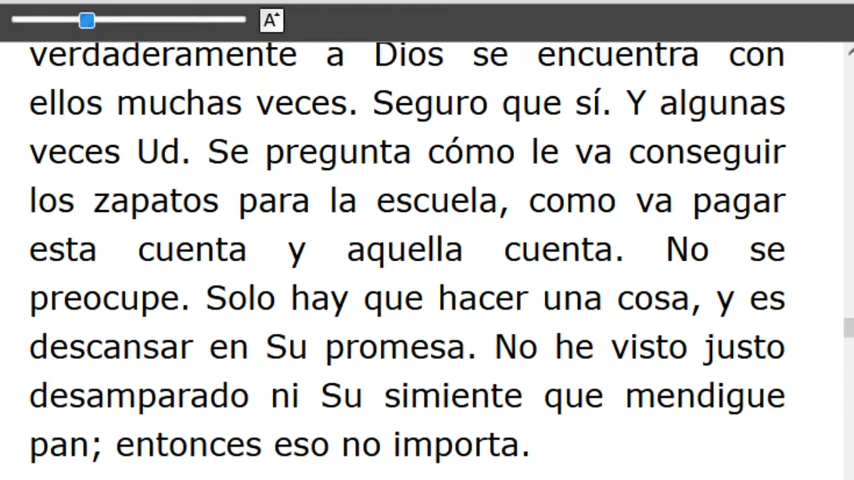 A
verdaderamente a Dios se encuentra con
ellos muchas veces. Seguro que sí. Y algunas
veces Ud. Se pregunta cómo le va conseguir
los zapatos para la escuela, como va pagar
esta cuenta y aquella cuenta. No se
preocupe. Solo hay que hacer una cosa, y es
descansar en Su promesa. No he visto justo
desamparado ni Su simiente que mendigue
pan; entonces eso no importa.